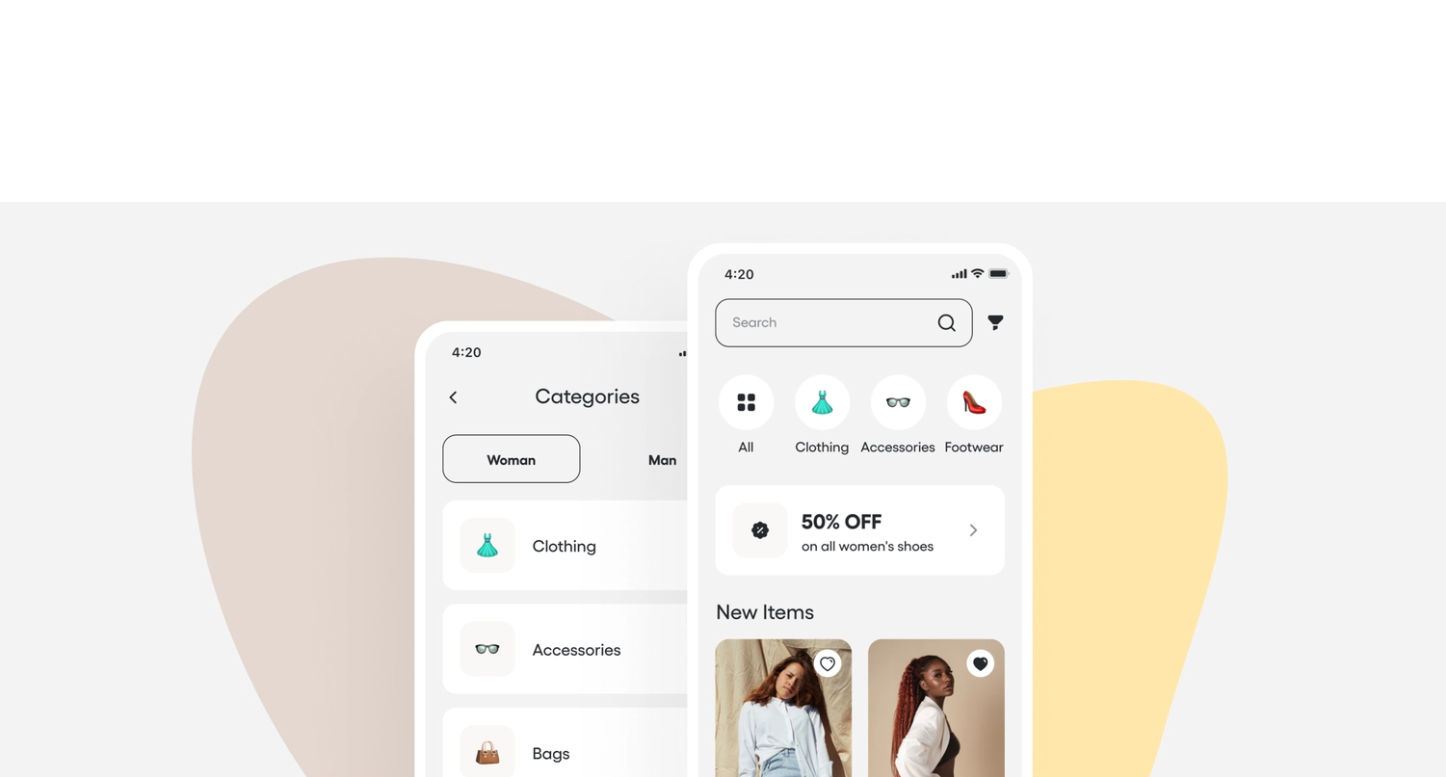 4:20
Categories
Woman
Man
Clothing
Accessories
Bags
4:20
Search
All
Clothing
Accessories
Footwear
50% OFF
on all women's shoes
New Items